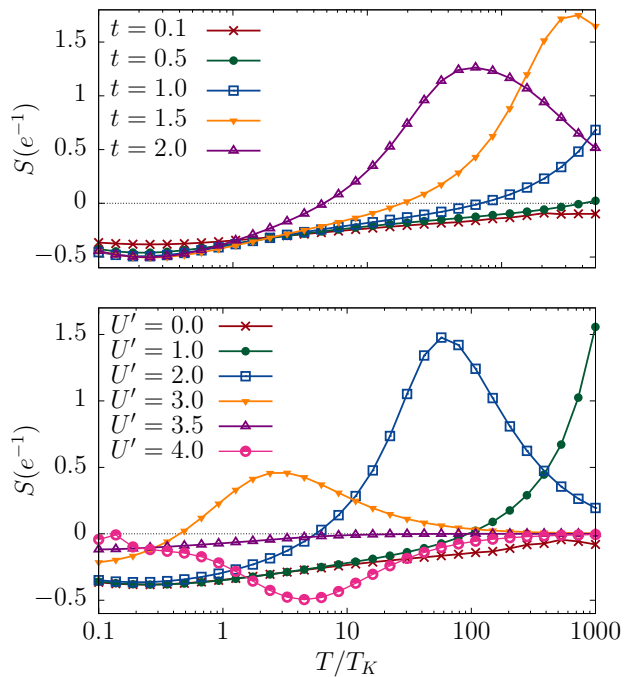 S(e⁻¹)
1.5
1
0.5
0
−0.5
t = 0.1
t = 0.5
t = 1.0
t = 1.5
t = 2.0
S(e⁻¹)
1.5
1
0.5
0
−0.5
U′ = 0.0
U′ = 1.0
U′ = 2.0
U′ = 3.0
U′ = 3.5
U′ = 4.0
0.1 1 10 100 1000
T/T_K